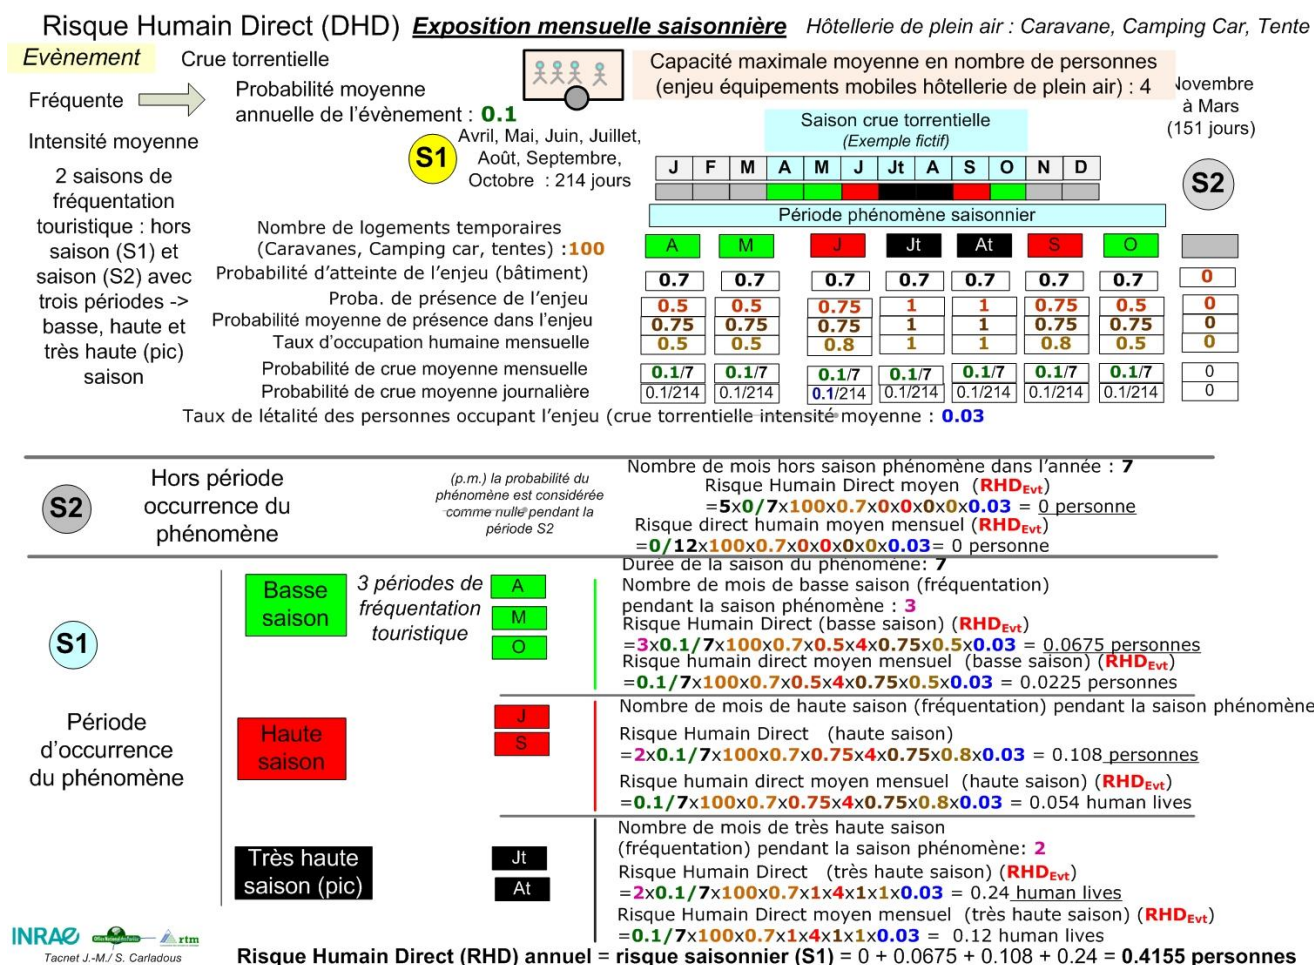 Risque Humain Direct (DHD) Exposition mensuelle saisonnière Hôtellerie de plein air : Caravane, Camping Car, Tente
Evènement Crue torrentielle
Fréquente
Probabilité moyenne
annuelle de l'évènement : 0.1
Capacité maximale moyenne en nombre de personnes
(enjeu équipements mobiles hôtellerie de plein air) : 4
Novembre
à Mars
(151 jours)
Intensité moyenne
S1
Avril, Mai, Juin, Juillet,
Août, Septembre,
Octobre : 214 jours
Saison crue torrentielle
(Exemple fictif)
J F M A M J Jt A S O N D
S2
2 saisons de
fréquentation
touristique : hors
saison (S1) et
saison (S2) avec
trois périodes ->
basse, haute et
très haute (pic)
saison
Période phénomène saisonnier
Nombre de logements temporaires
(Caravanes, Camping car, tentes) :100
A M J Jt At S O
Probabilité d'atteinte de l'enjeu (bâtiment) 0.7 0.7 0.7 0.7 0.7 0.7 0.7 0
Proba. de présence de l'enjeu 0.5 0.5 0.75 1 1 0.75 0.5 0
Probabilité moyenne de présence dans l'enjeu 0.75 0.75 0.75 1 1 0.75 0.75 0
Taux d'occupation humaine mensuelle 0.5 0.5 0.8 1 1 0.8 0.5 0
Probabilité de crue moyenne mensuelle 0.1/7 0.1/7 0.1/7 0.1/7 0.1/7 0.1/7 0.1/7 0
Probabilité de crue moyenne journalière 0.1/214 0.1/214 0.1/214 0.1/214 0.1/214 0.1/214 0.1/214 0
Taux de létalité des personnes occupant l'enjeu (crue torrentielle intensité moyenne : 0.03
S2
Hors période
occurrence du
phénomène
(p.m.) la probabilité du
phénomène est considérée
comme nulle pendant la
période S2
Nombre de mois hors saison phénomène dans l'année : 7
Risque Humain Direct moyen (RHDEvt)
=5x0/7x100x0.7x0x0x0x0x0.03 = 0 personne
Risque direct humain moyen mensuel (RHDEvt)
=0/12x100x0.7x0x0x0x0x0.03= 0 personne
S1
Période
d'occurrence
du phénomène
Basse
saison
3 périodes de
fréquentation
touristique
A
M
O
Durée de la saison du phénomène: 7
Nombre de mois de basse saison (fréquentation)
pendant la saison phénomène : 3
Risque Humain Direct (basse saison) (RHDEvt)
=3x0.1/7x100x0.7x0.5x4x0.75x0.5x0.03 = 0.0675 personnes
Risque humain direct moyen mensuel (basse saison) (RHDEvt)
=0.1/7x100x0.7x0.5x4x0.75x0.5x0.03 = 0.0225 personnes
Haute
saison
J
S
Nombre de mois de haute saison (fréquentation) pendant la saison phénomène
Risque Humain Direct (haute saison)
=2x0.1/7x100x0.7x0.75x4x0.75x0.8x0.03 = 0.108 personnes
Risque humain direct moyen mensuel (haute saison) (RHDEvt)
=0.1/7x100x0.7x0.75x4x0.75x0.8x0.03 = 0.054 human lives
Très haute
saison (pic)
Jt
At
Nombre de mois de très haute saison
(fréquentation) pendant la saison phénomène: 2
Risque Humain Direct (très haute saison) (RHDEvt)
=2x0.1/7x100x0.7x1x4x1x1x0.03 = 0.24 human lives
Risque Humain Direct moyen mensuel (très haute saison) (RHDEvt)
=0.1/7x100x0.7x1x4x1x1x0.03 = 0.12 human lives
INRAE rtm
Tacnet J.-M./ S. Carladous
Risque Humain Direct (RHD) annuel = risque saisonnier (S1) = 0 + 0.0675 + 0.108 + 0.24 = 0.4155 personnes